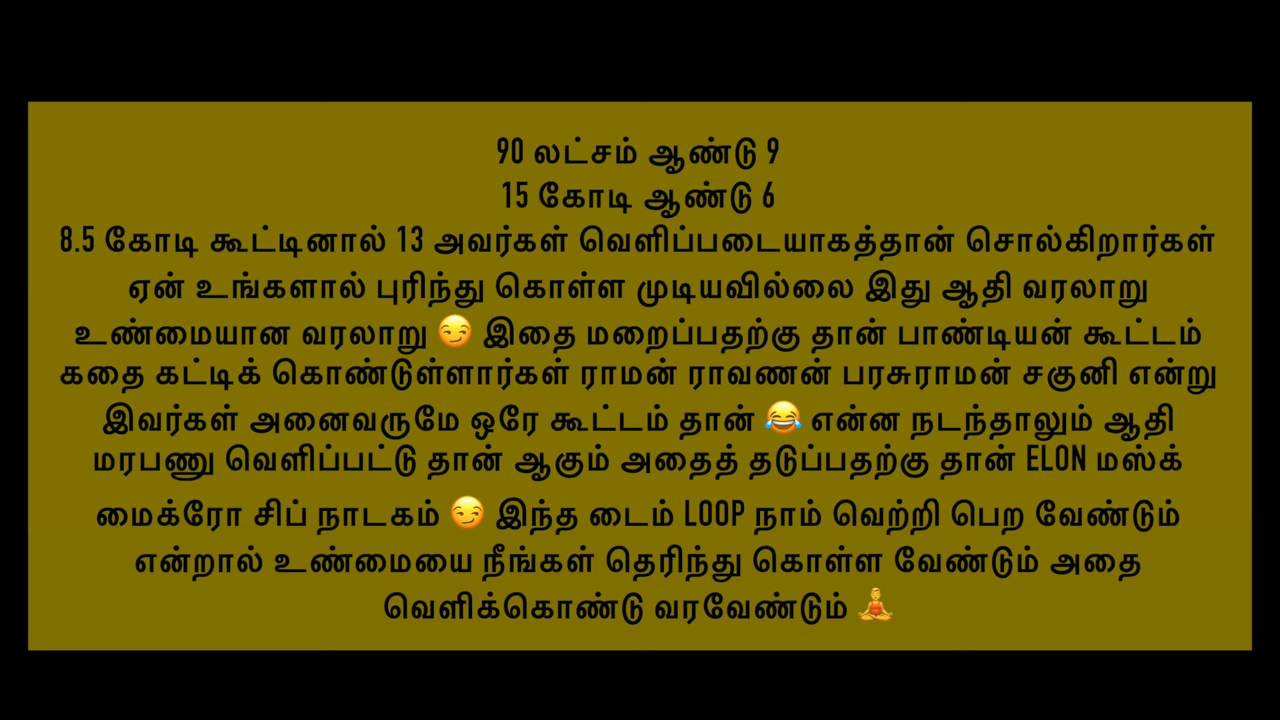 90 லட்சம் ஆண்டு 9
15 கோடி ஆண்டு 6
8.5 கோடி கூட்டினால் 13 அவர்கள் வெளிப்படையாகத்தான் சொல்கிறார்கள்
ஏன் உங்களால் புரிந்து கொள்ள முடியவில்லை இது ஆதி வரலாறு
உண்மையான வரலாறு 😏 இதை மறைப்பதற்கு தான் பாண்டியன் கூட்டம்
கதை கட்டிக் கொண்டுள்ளார்கள் ராமன் ராவணன் பரசுராமன் சகுனி என்று
இவர்கள் அனைவருமே ஒரே கூட்டம் தான் 😂 என்ன நடந்தாலும் ஆதி
மரபணு வெளிப்பட்டு தான் ஆகும் அதைத் தடுப்பதற்கு தான் ELON மஸ்க்
மைக்ரோ சிப் நாடகம் 😏 இந்த டைம் LOOP நாம் வெற்றி பெற வேண்டும்
என்றால் உண்மையை நீங்கள் தெரிந்து கொள்ள வேண்டும் அதை
வெளிக்கொண்டு வரவேண்டும் 🧘